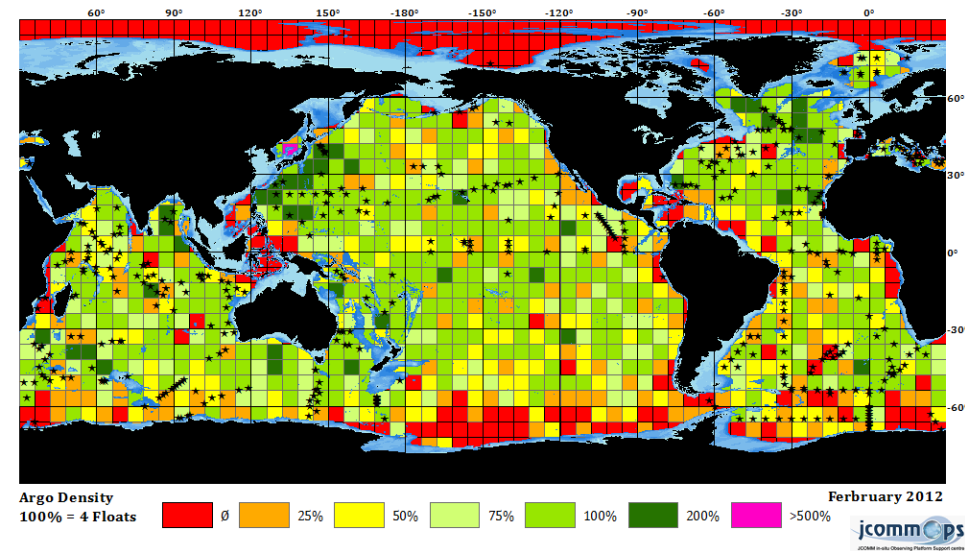 60° 90° 120° 150° -180° -150° -120° -90° -60° -30° 0°
60°
30°
0°
-30°
-60°
Argo Density
100% = 4 Floats
Ø 25% 50% 75% 100% 200% >500%
Ferbruary 2012
jcommops
JCOMM in-situ Observing Platform Support centre